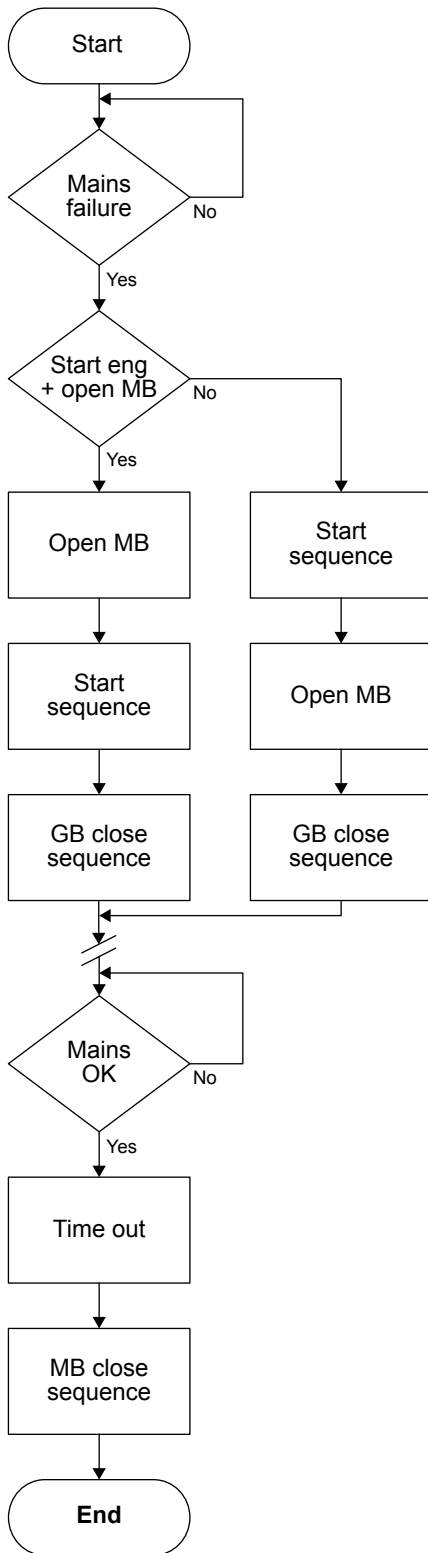 Start
Mains
failure
No
Yes
Start eng
+ open MB
No
Yes
Open MB
Start
sequence
Start
sequence
Open MB
GB close
sequence
GB close
sequence
Mains
OK
No
Yes
Time out
MB close
sequence
End